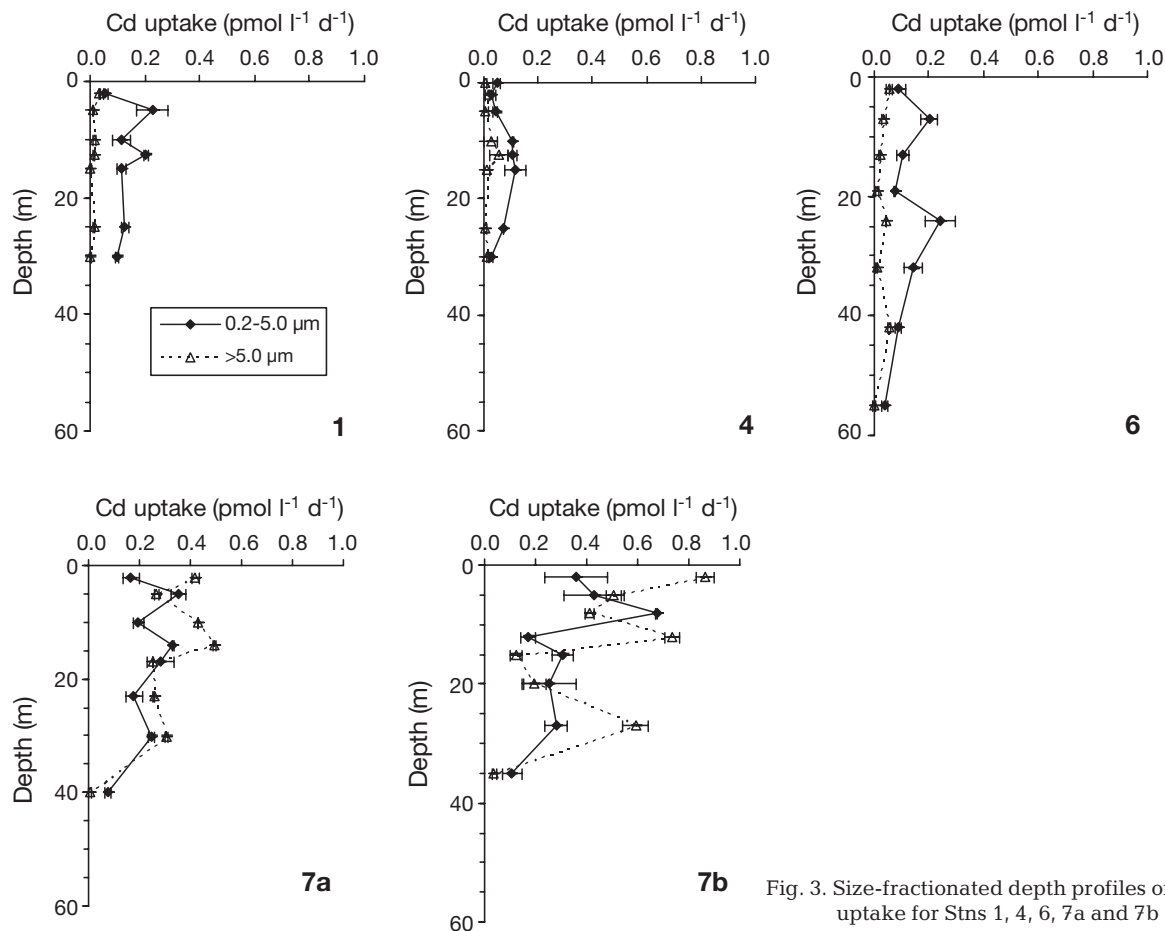 Cd uptake (pmol l-1 d-1)
0.0 0.2 0.4 0.6 0.8 1.0
0
20
40
60
Depth (m)
0.2-5.0 µm
>5.0 µm
1
Cd uptake (pmol l-1 d-1)
0.0 0.2 0.4 0.6 0.8 1.0
0
20
40
60
Depth (m)
4
Cd uptake (pmol l-1 d-1)
0.0 0.2 0.4 0.6 0.8 1.0
0
20
40
60
Depth (m)
6
Cd uptake (pmol l-1 d-1)
0.0 0.2 0.4 0.6 0.8 1.0
0
20
40
60
Depth (m)
7a
Cd uptake (pmol l-1 d-1)
0.0 0.2 0.4 0.6 0.8 1.0
0
20
40
60
Depth (m)
7b
Fig. 3. Size-fractionated depth profiles
uptake for Stns 1, 4, 6, 7a and 7b